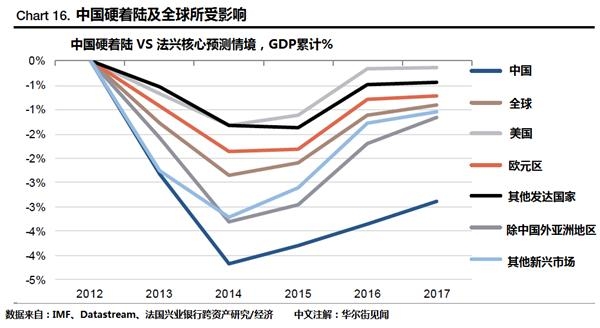 Chart 16. 中国硬着陆及全球所受影响
中国硬着陆 VS 法兴核心预测情境，GDP累计%
0%
-1%
-1%
-2%
-2%
-3%
-3%
-4%
-4%
-5%
2012 2013 2014 2015 2016 2017
中国
全球
美国
欧元区
其他发达国家
除中国外亚洲地区
其他新兴市场
数据来自：IMF、Datastream、法国兴业银行跨资产研究/经济 中文注解：华尔街见闻